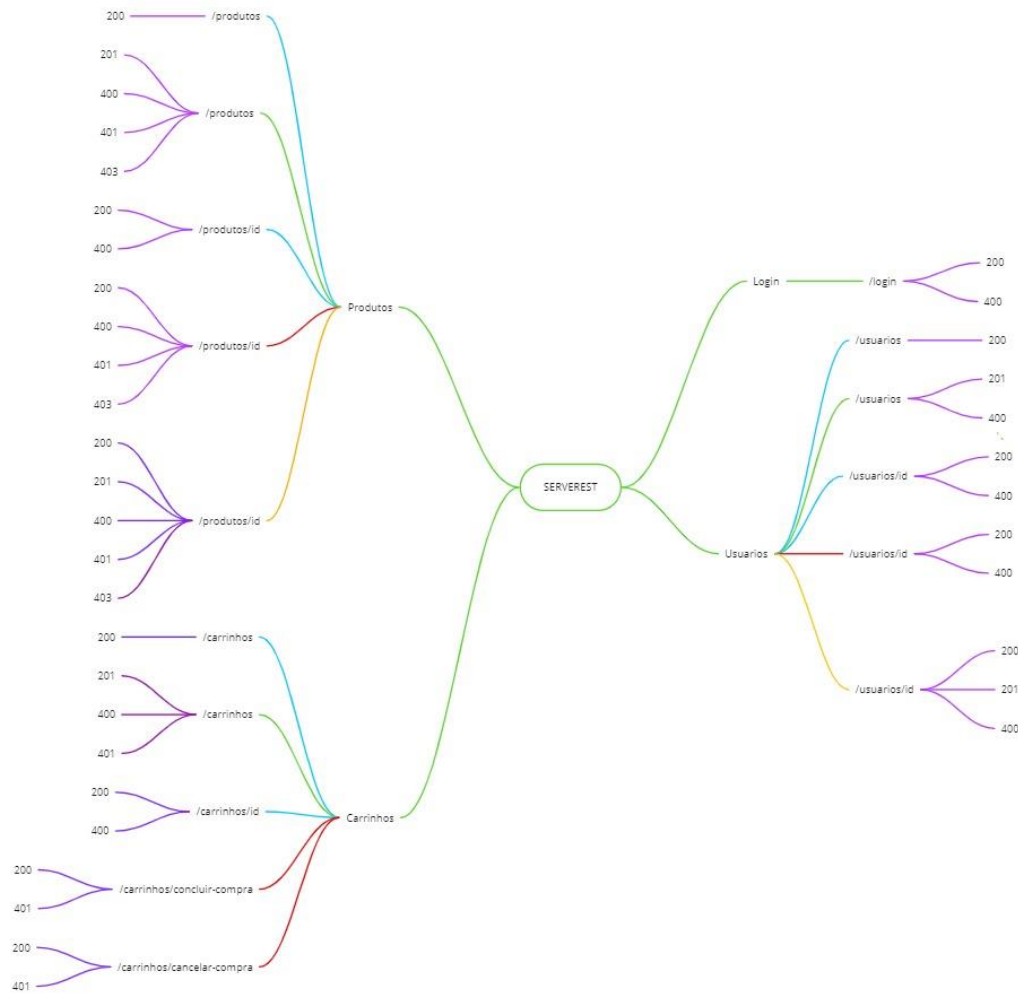 SERVEREST
Produtos
/produtos
200
/produtos
201
400
401
403
/produtos/id
200
400
/produtos/id
200
400
401
403
/produtos/id
200
201
400
401
403
Carrinhos
/carrinhos
200
/carrinhos
201
400
401
/carrinhos/id
200
400
/carrinhos/concluir-compra
200
401
/carrinhos/cancelar-compra
200
401
Login
/login
200
400
Usuarios
/usuarios
200
/usuarios
201
400
/usuarios/id
200
400
/usuarios/id
200
400
/usuarios/id
200
201
400